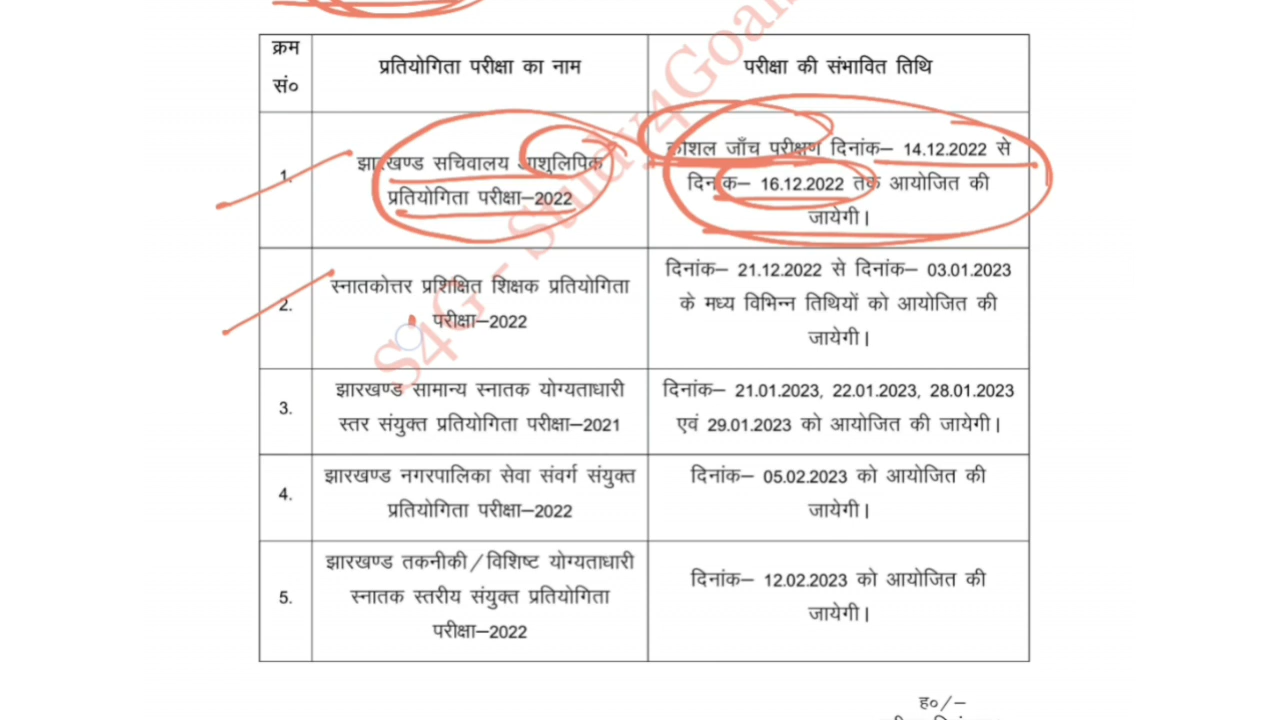 क्रम
सं०
प्रतियोगिता परीक्षा का नाम
परीक्षा की संभावित तिथि
1.
झारखण्ड सचिवालय आशुलिपिक
प्रतियोगिता परीक्षा–2022
कौशल जाँच परीक्षण दिनांक– 14.12.2022 से
दिनांक– 16.12.2022 तक आयोजित की
जायेगी।
2.
स्नातकोत्तर प्रशिक्षित शिक्षक प्रतियोगिता
परीक्षा–2022
दिनांक– 21.12.2022 से दिनांक– 03.01.2023
के मध्य विभिन्न तिथियों को आयोजित की
जायेगी।
3.
झारखण्ड सामान्य स्नातक योग्यताधारी
स्तर संयुक्त प्रतियोगिता परीक्षा–2021
दिनांक– 21.01.2023, 22.01.2023, 28.01.2023
एवं 29.01.2023 को आयोजित की जायेगी।
4.
झारखण्ड नगरपालिका सेवा संवर्ग संयुक्त
प्रतियोगिता परीक्षा–2022
दिनांक– 05.02.2023 को आयोजित की
जायेगी।
5.
झारखण्ड तकनीकी/विशिष्ट योग्यताधारी
स्नातक स्तरीय संयुक्त प्रतियोगिता
परीक्षा–2022
दिनांक– 12.02.2023 को आयोजित की
जायेगी।
ह०/–
S4G - Study4Goal